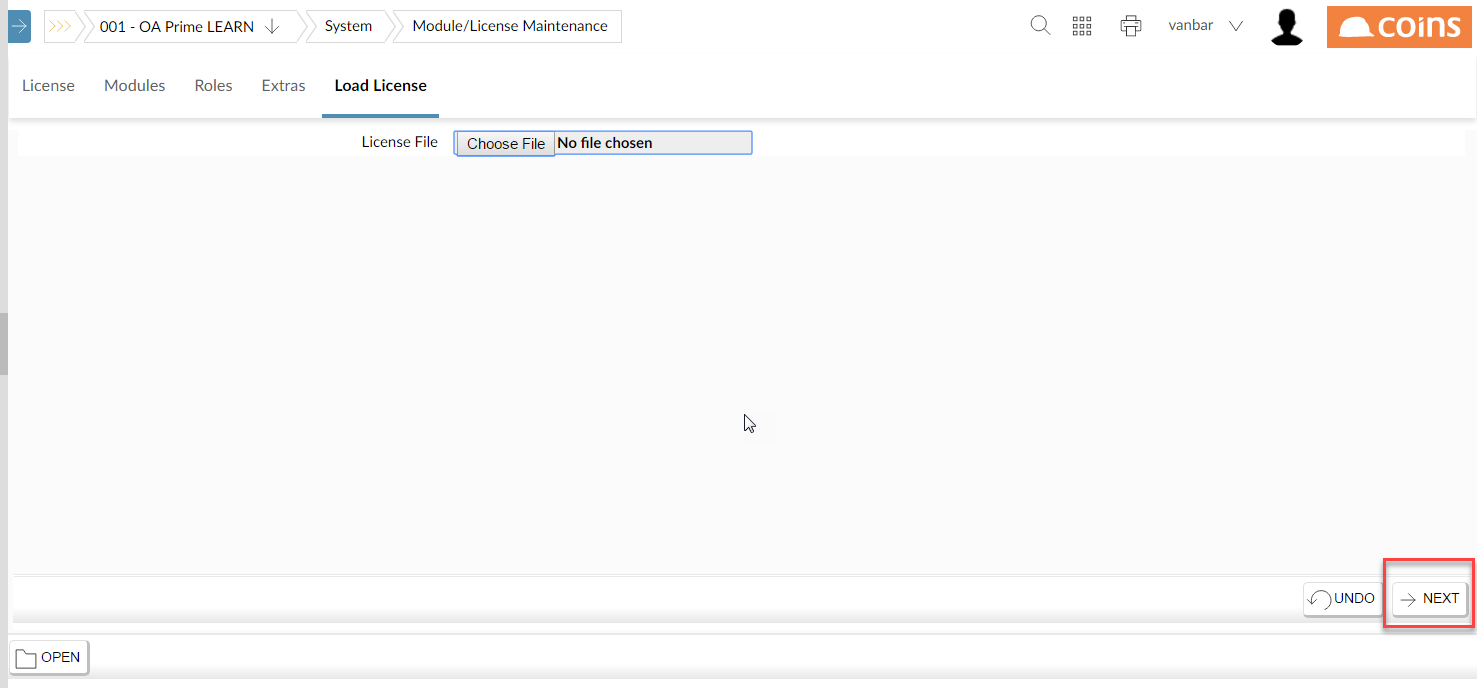 001 - OA Prime LEARN System Module/License Maintenance vanbar coins
License Modules Roles Extras Load License
License File Choose File No file chosen
UNDO NEXT
OPEN